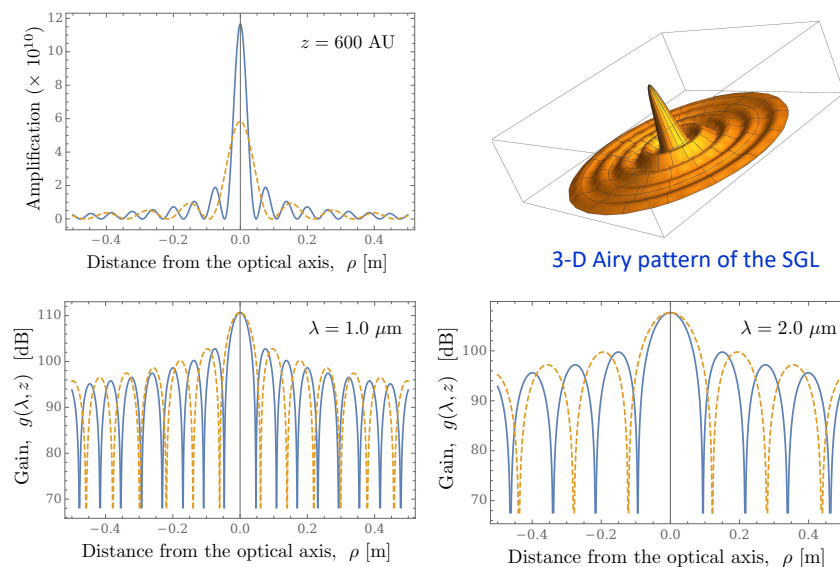 Amplification (× 10¹⁰)
12
10
8
6
4
2
0
z = 600 AU
−0.4 −0.2 0.0 0.2 0.4
Distance from the optical axis, ρ [m]
3-D Airy pattern of the SGL
Gain, g(λ, z) [dB]
110
100
90
80
70
λ = 1.0 μm
−0.4 −0.2 0.0 0.2 0.4
Distance from the optical axis, ρ [m]
Gain, g(λ, z) [dB]
100
90
80
70
λ = 2.0 μm
−0.4 −0.2 0.0 0.2 0.4
Distance from the optical axis, ρ [m]